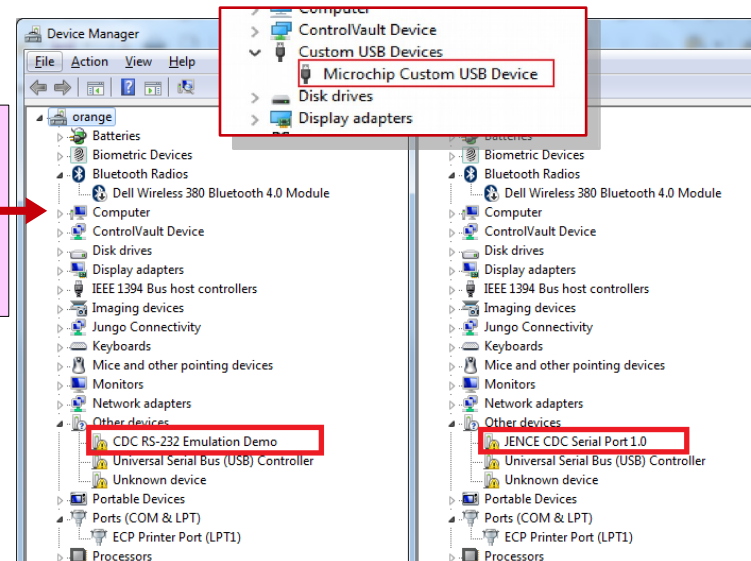 Device Manager
File Action View Help
orange
Batteries
Biometric Devices
Bluetooth Radios
Dell Wireless 380 Bluetooth 4.0 Module
Computer
ControlVault Device
Disk drives
Display adapters
IEEE 1394 Bus host controllers
Imaging devices
Jungo Connectivity
Keyboards
Mice and other pointing devices
Monitors
Network adapters
Other devices
CDC RS-232 Emulation Demo
Universal Serial Bus (USB) Controller
Unknown device
Portable Devices
Ports (COM & LPT)
ECP Printer Port (LPT1)
Processors
Computer
ControlVault Device
Custom USB Devices
Microchip Custom USB Device
Disk drives
Display adapters
Batteries
Biometric Devices
Bluetooth Radios
Dell Wireless 380 Bluetooth 4.0 Module
Computer
ControlVault Device
Disk drives
Display adapters
IEEE 1394 Bus host controllers
Imaging devices
Jungo Connectivity
Keyboards
Mice and other pointing devices
Monitors
Network adapters
Other devices
JENCE CDC Serial Port 1.0
Universal Serial Bus (USB) Controller
Unknown device
Portable Devices
Ports (COM & LPT)
ECP Printer Port (LPT1)
Processors